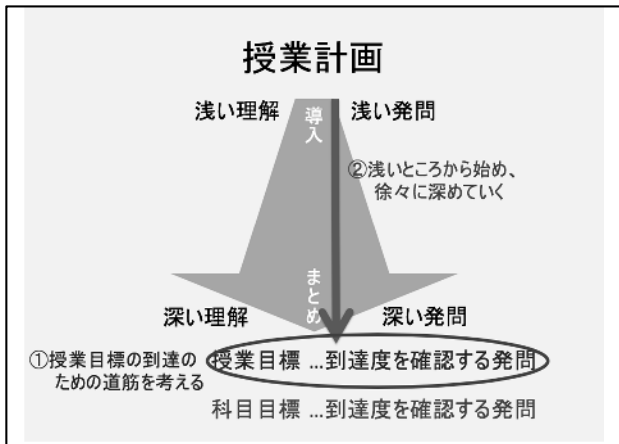 授業計画
浅い理解
導入
浅い発問
②浅いところから始め、
徐々に深めていく
まとめ
深い理解
深い発問
①授業目標の到達の
ための道筋を考える
授業目標 …到達度を確認する発問
科目目標 …到達度を確認する発問